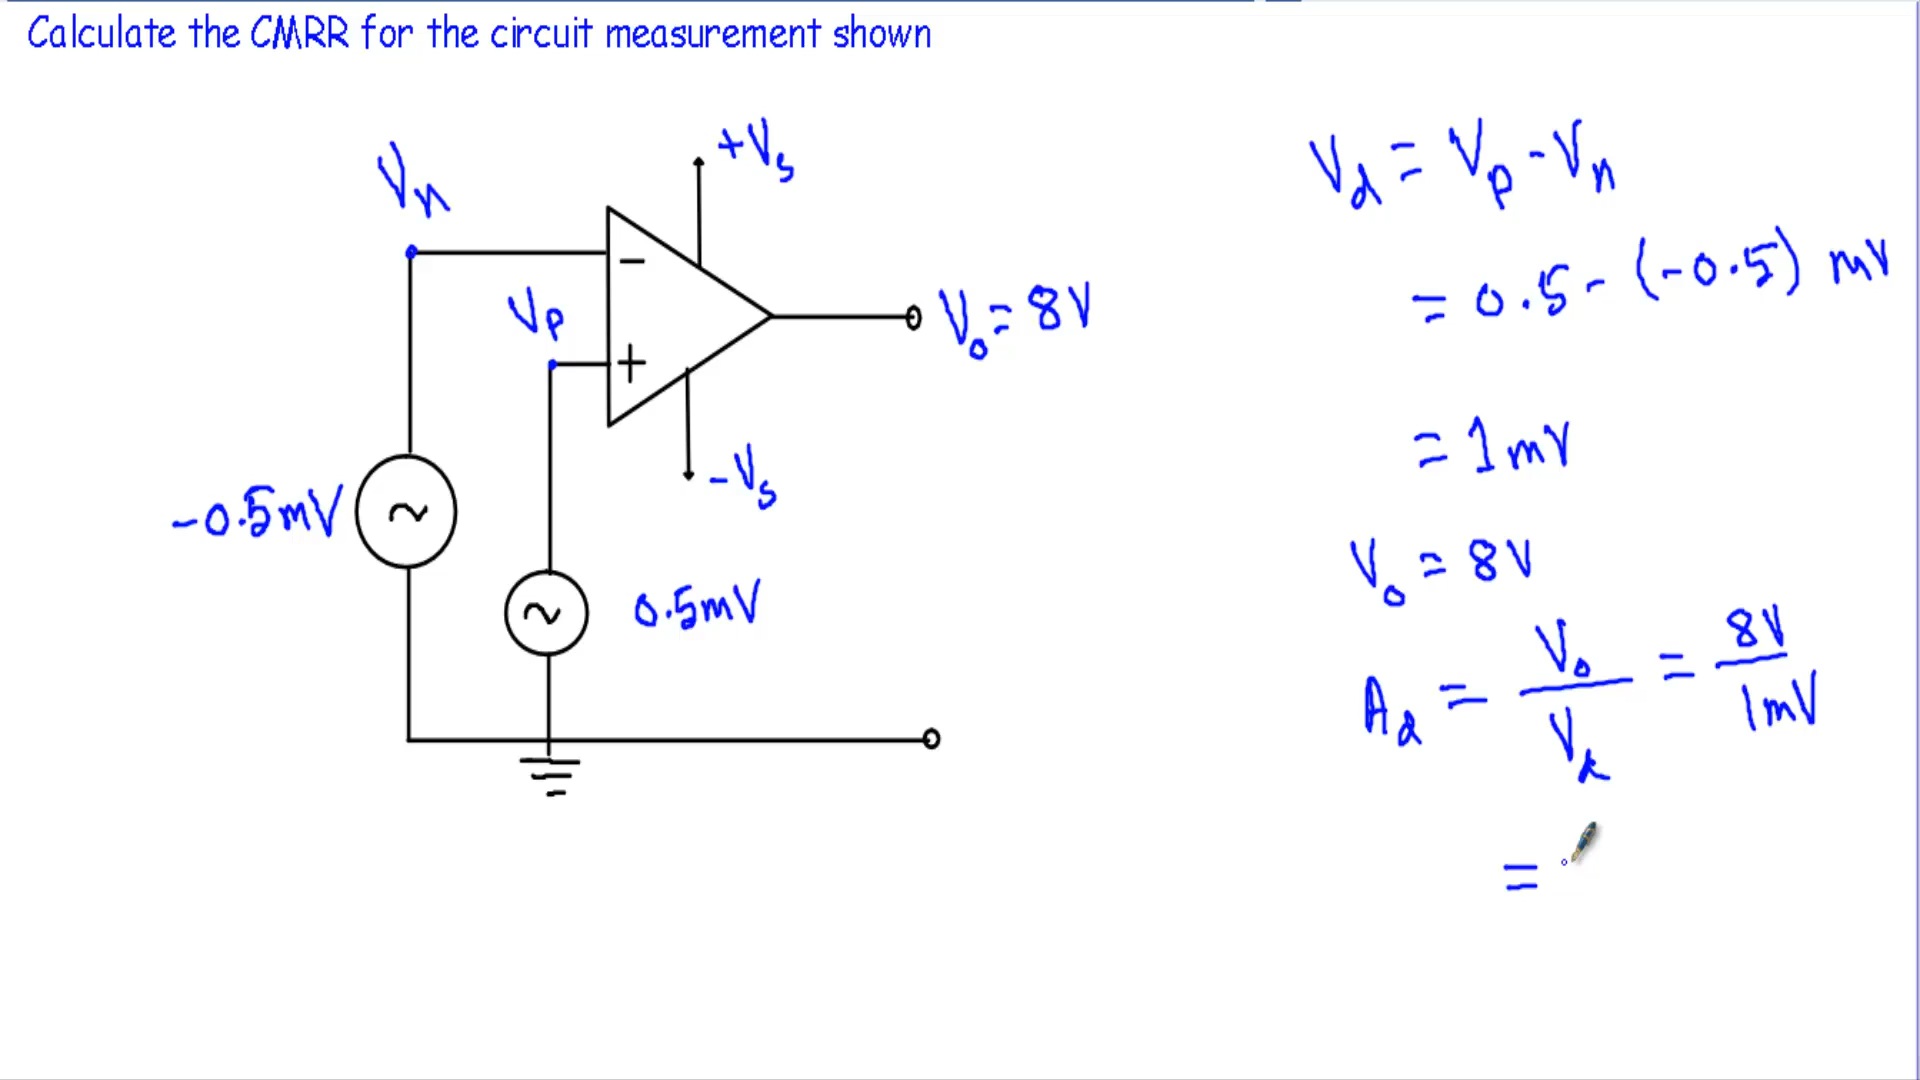 Calculate the CMRR for the circuit measurement shown
+Vs
Vn
−
Vp
+
Vo = 8V
-Vs
-0.5mV
~
~
0.5mV
Vd = Vp - Vn
= 0.5 - (-0.5) mV
= 1mV
Vo = 8V
Ad = Vo / Vd = 8V / 1mV
=